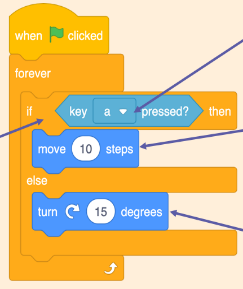 when clicked
forever
if key a pressed? then
move 10 steps
else
turn 15 degrees